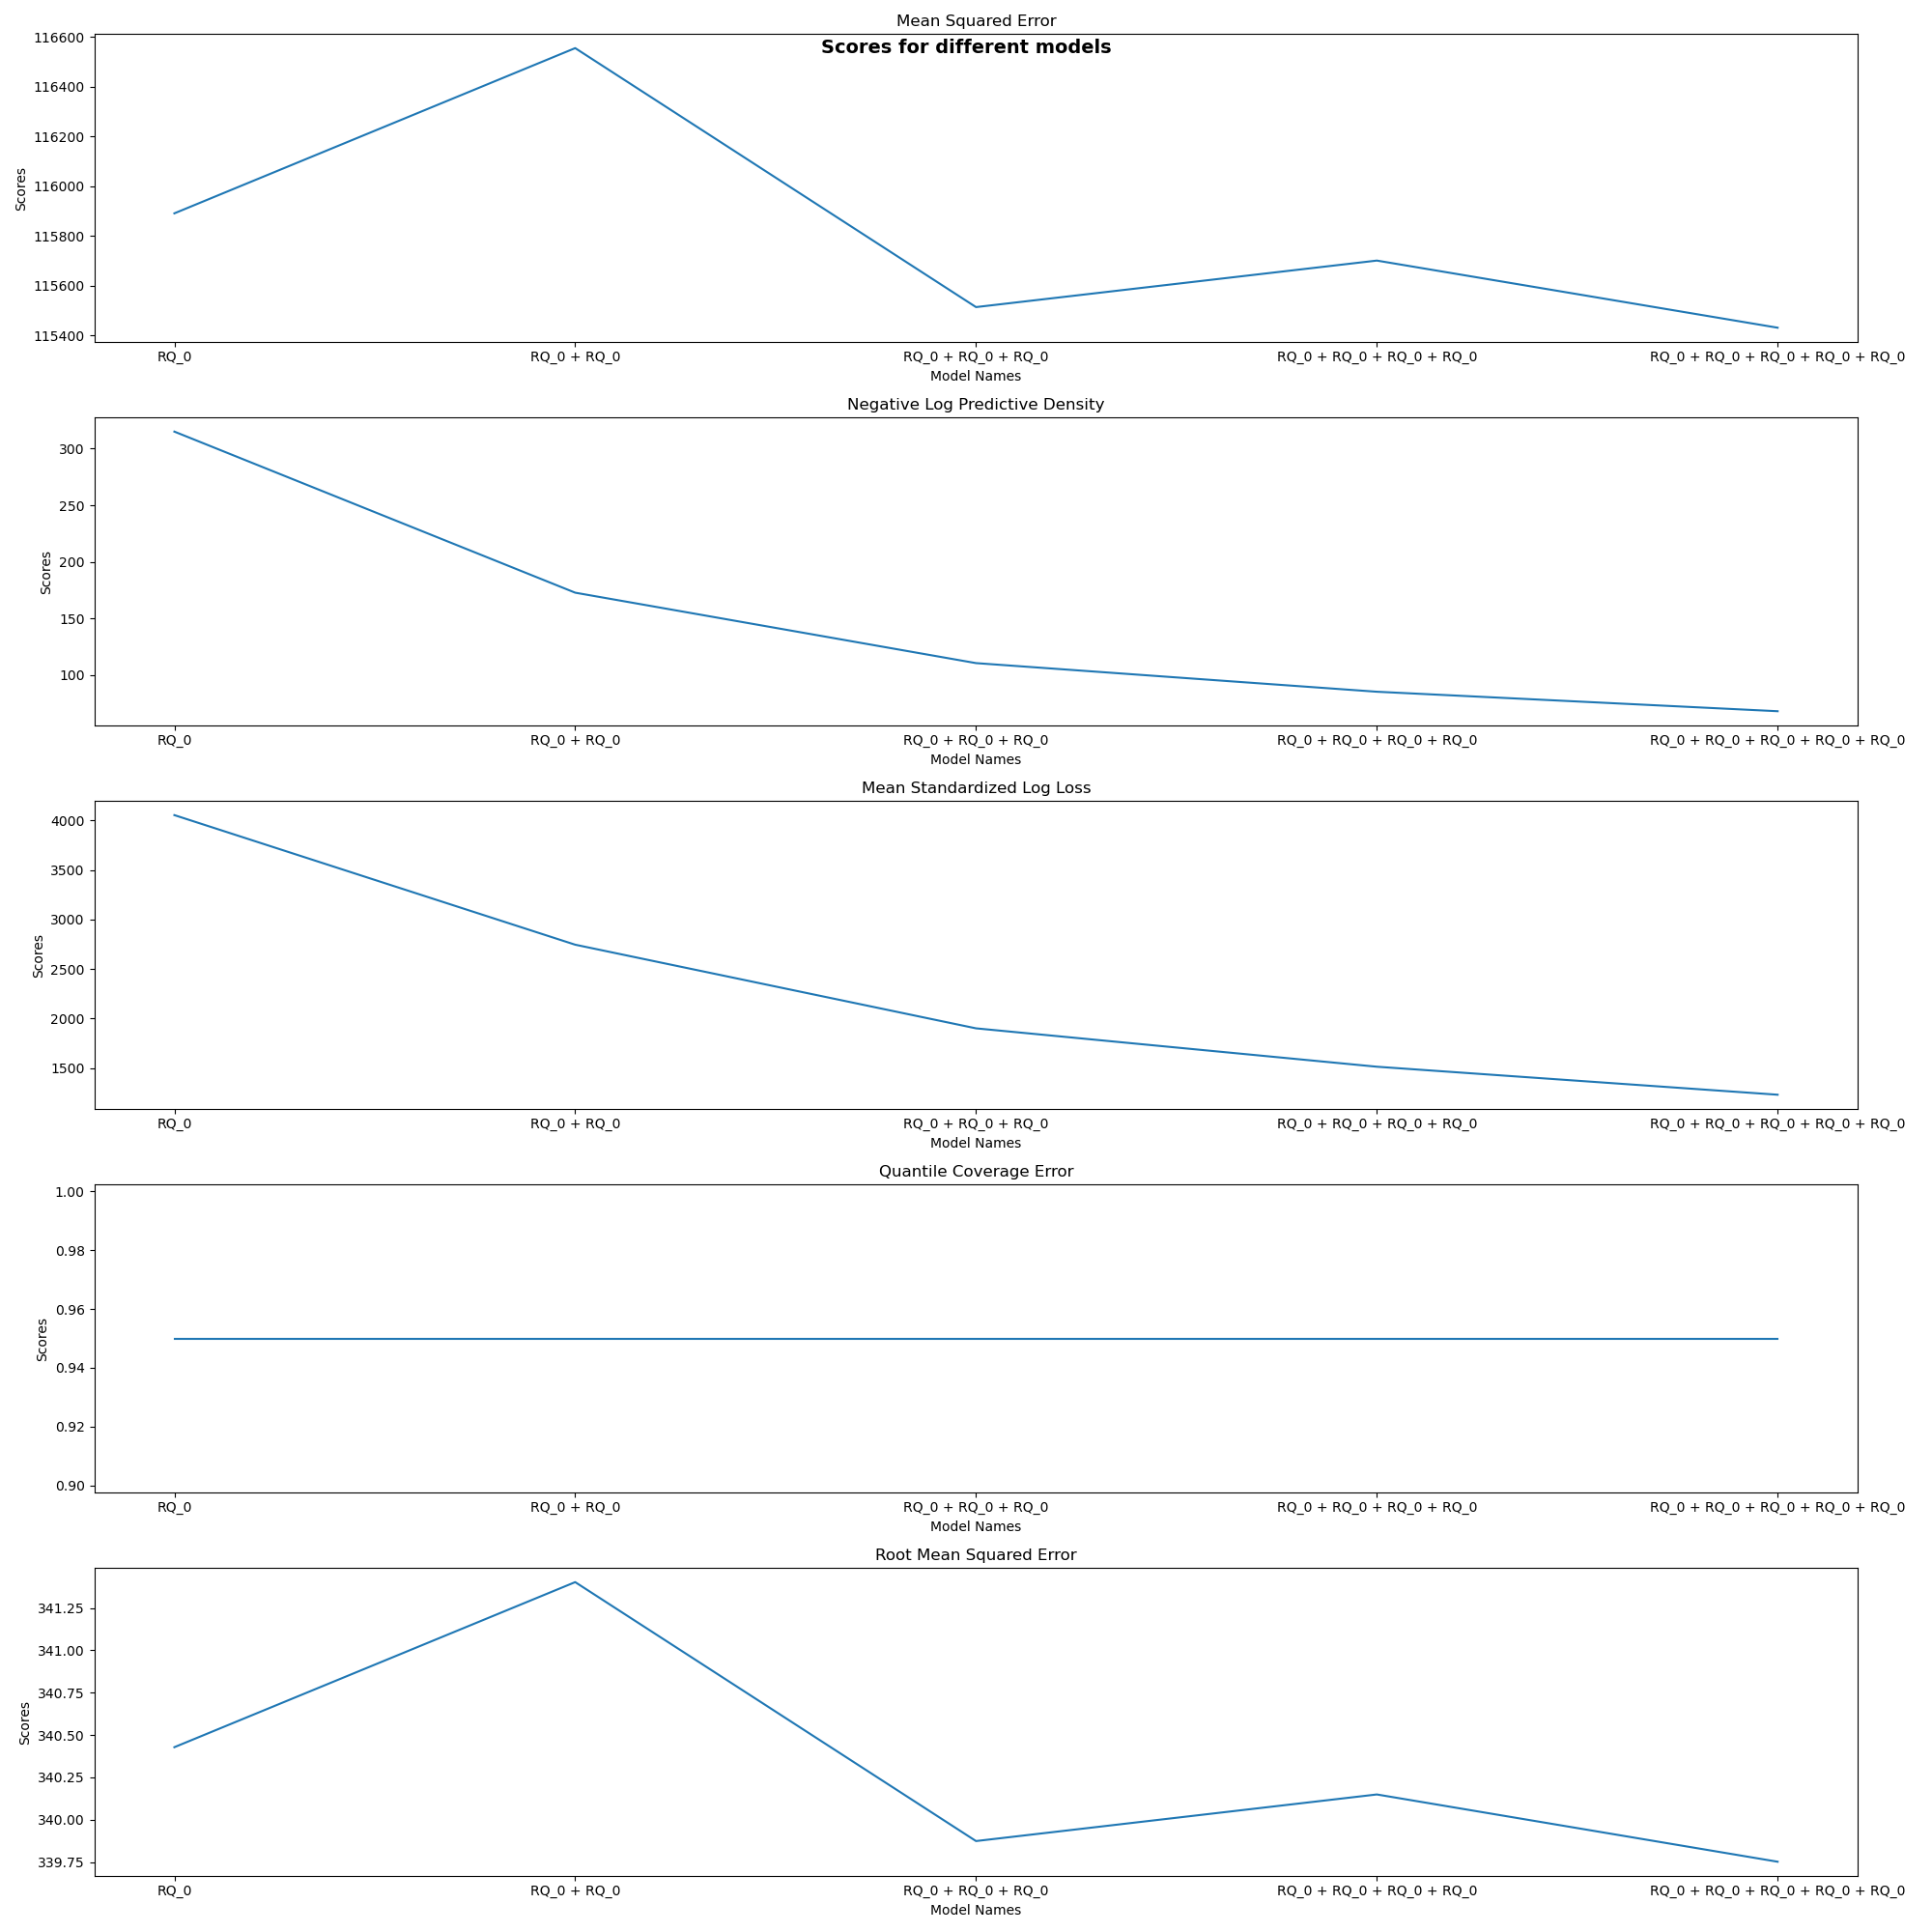 Mean Squared Error
Scores for different models
116600
116400
116200
116000
115800
115600
115400
Scores
RQ_0 RQ_0 + RQ_0 RQ_0 + RQ_0 + RQ_0 RQ_0 + RQ_0 + RQ_0 + RQ_0 RQ_0 + RQ_0 + RQ_0 + RQ_0 + RQ_0
Model Names
Negative Log Predictive Density
300
250
200
150
100
Scores
RQ_0 RQ_0 + RQ_0 RQ_0 + RQ_0 + RQ_0 RQ_0 + RQ_0 + RQ_0 + RQ_0 RQ_0 + RQ_0 + RQ_0 + RQ_0 + RQ_0
Model Names
Mean Standardized Log Loss
4000
3500
3000
2500
2000
1500
Scores
RQ_0 RQ_0 + RQ_0 RQ_0 + RQ_0 + RQ_0 RQ_0 + RQ_0 + RQ_0 + RQ_0 RQ_0 + RQ_0 + RQ_0 + RQ_0 + RQ_0
Model Names
Quantile Coverage Error
1.00
0.98
0.96
0.94
0.92
0.90
Scores
RQ_0 RQ_0 + RQ_0 RQ_0 + RQ_0 + RQ_0 RQ_0 + RQ_0 + RQ_0 + RQ_0 RQ_0 + RQ_0 + RQ_0 + RQ_0 + RQ_0
Model Names
Root Mean Squared Error
341.25
341.00
340.75
340.50
340.25
340.00
339.75
Scores
RQ_0 RQ_0 + RQ_0 RQ_0 + RQ_0 + RQ_0 RQ_0 + RQ_0 + RQ_0 + RQ_0 RQ_0 + RQ_0 + RQ_0 + RQ_0 + RQ_0
Model Names